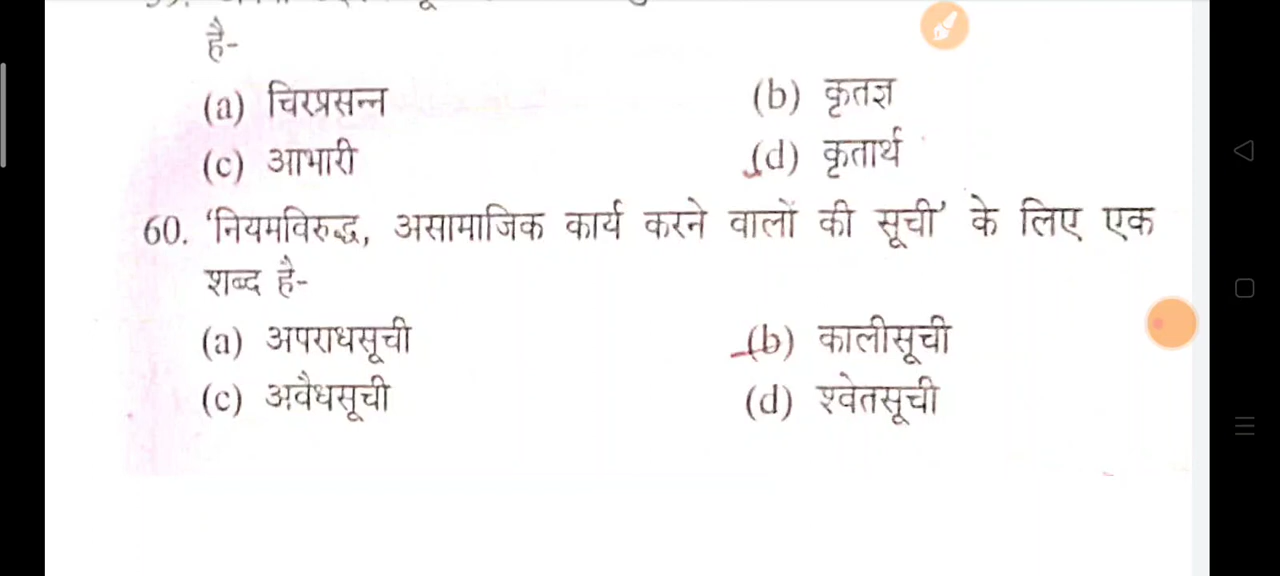 है-
(a) चिरप्रसन्न (b) कृतज्ञ
(c) आभारी (d) कृतार्थ
60. 'नियमविरुद्ध, असामाजिक कार्य करने वालों की सूची' के लिए एक
शब्द है-
(a) अपराधसूची (b) कालीसूची
(c) अवैधसूची (d) श्वेतसूची